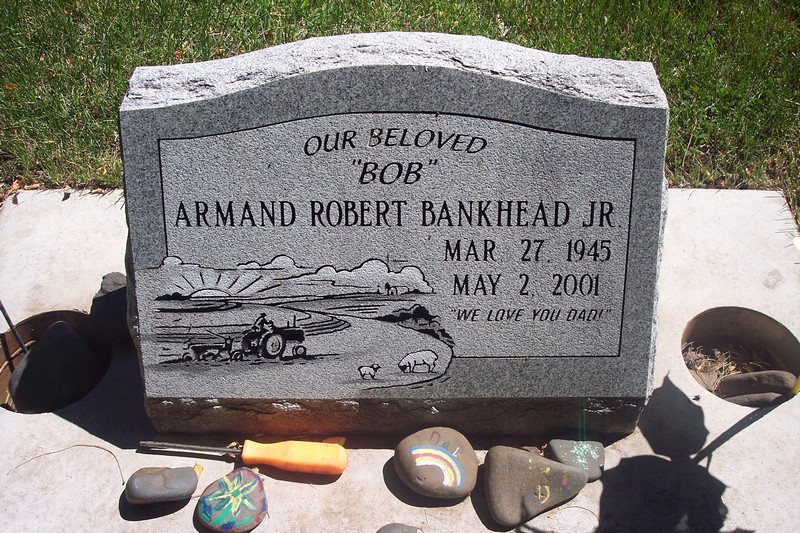 OUR BELOVED
"BOB"
ARMAND ROBERT BANKHEAD JR.
MAR 27, 1945
MAY 2, 2001
"WE LOVE YOU DAD!"